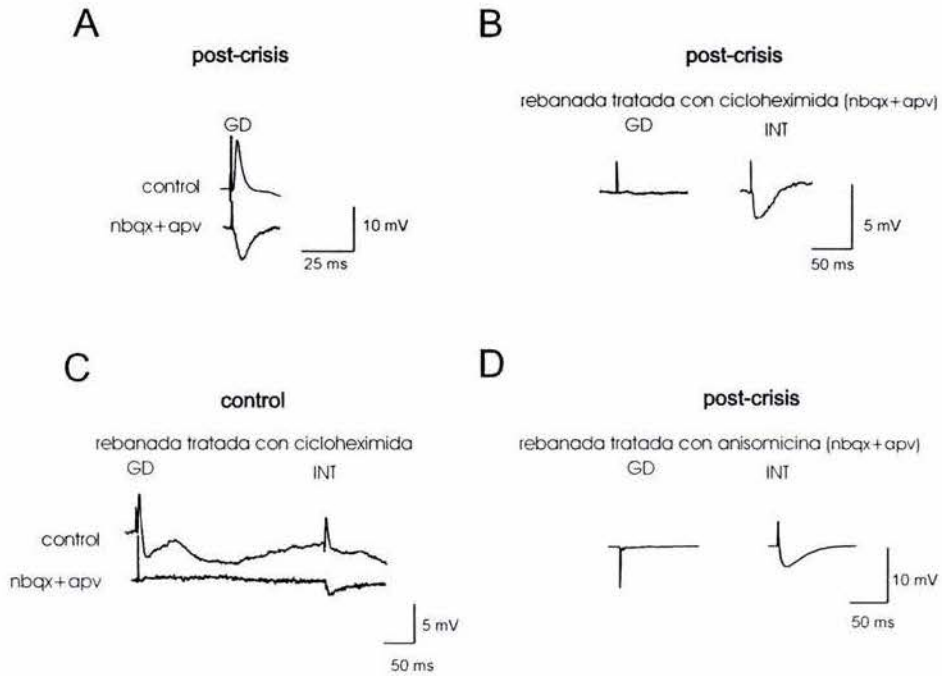 A
post-crisis
GD
control
nbqx+apv
10 mV
25 ms
B
post-crisis
rebanada tratada con cicloheximida (nbqx+apv)
GD INT
5 mV
50 ms
C
control
rebanada tratada con cicloheximida
GD INT
control
nbqx+apv
5 mV
50 ms
D
post-crisis
rebanada tratada con anisomicina (nbqx+apv)
GD INT
10 mV
50 ms